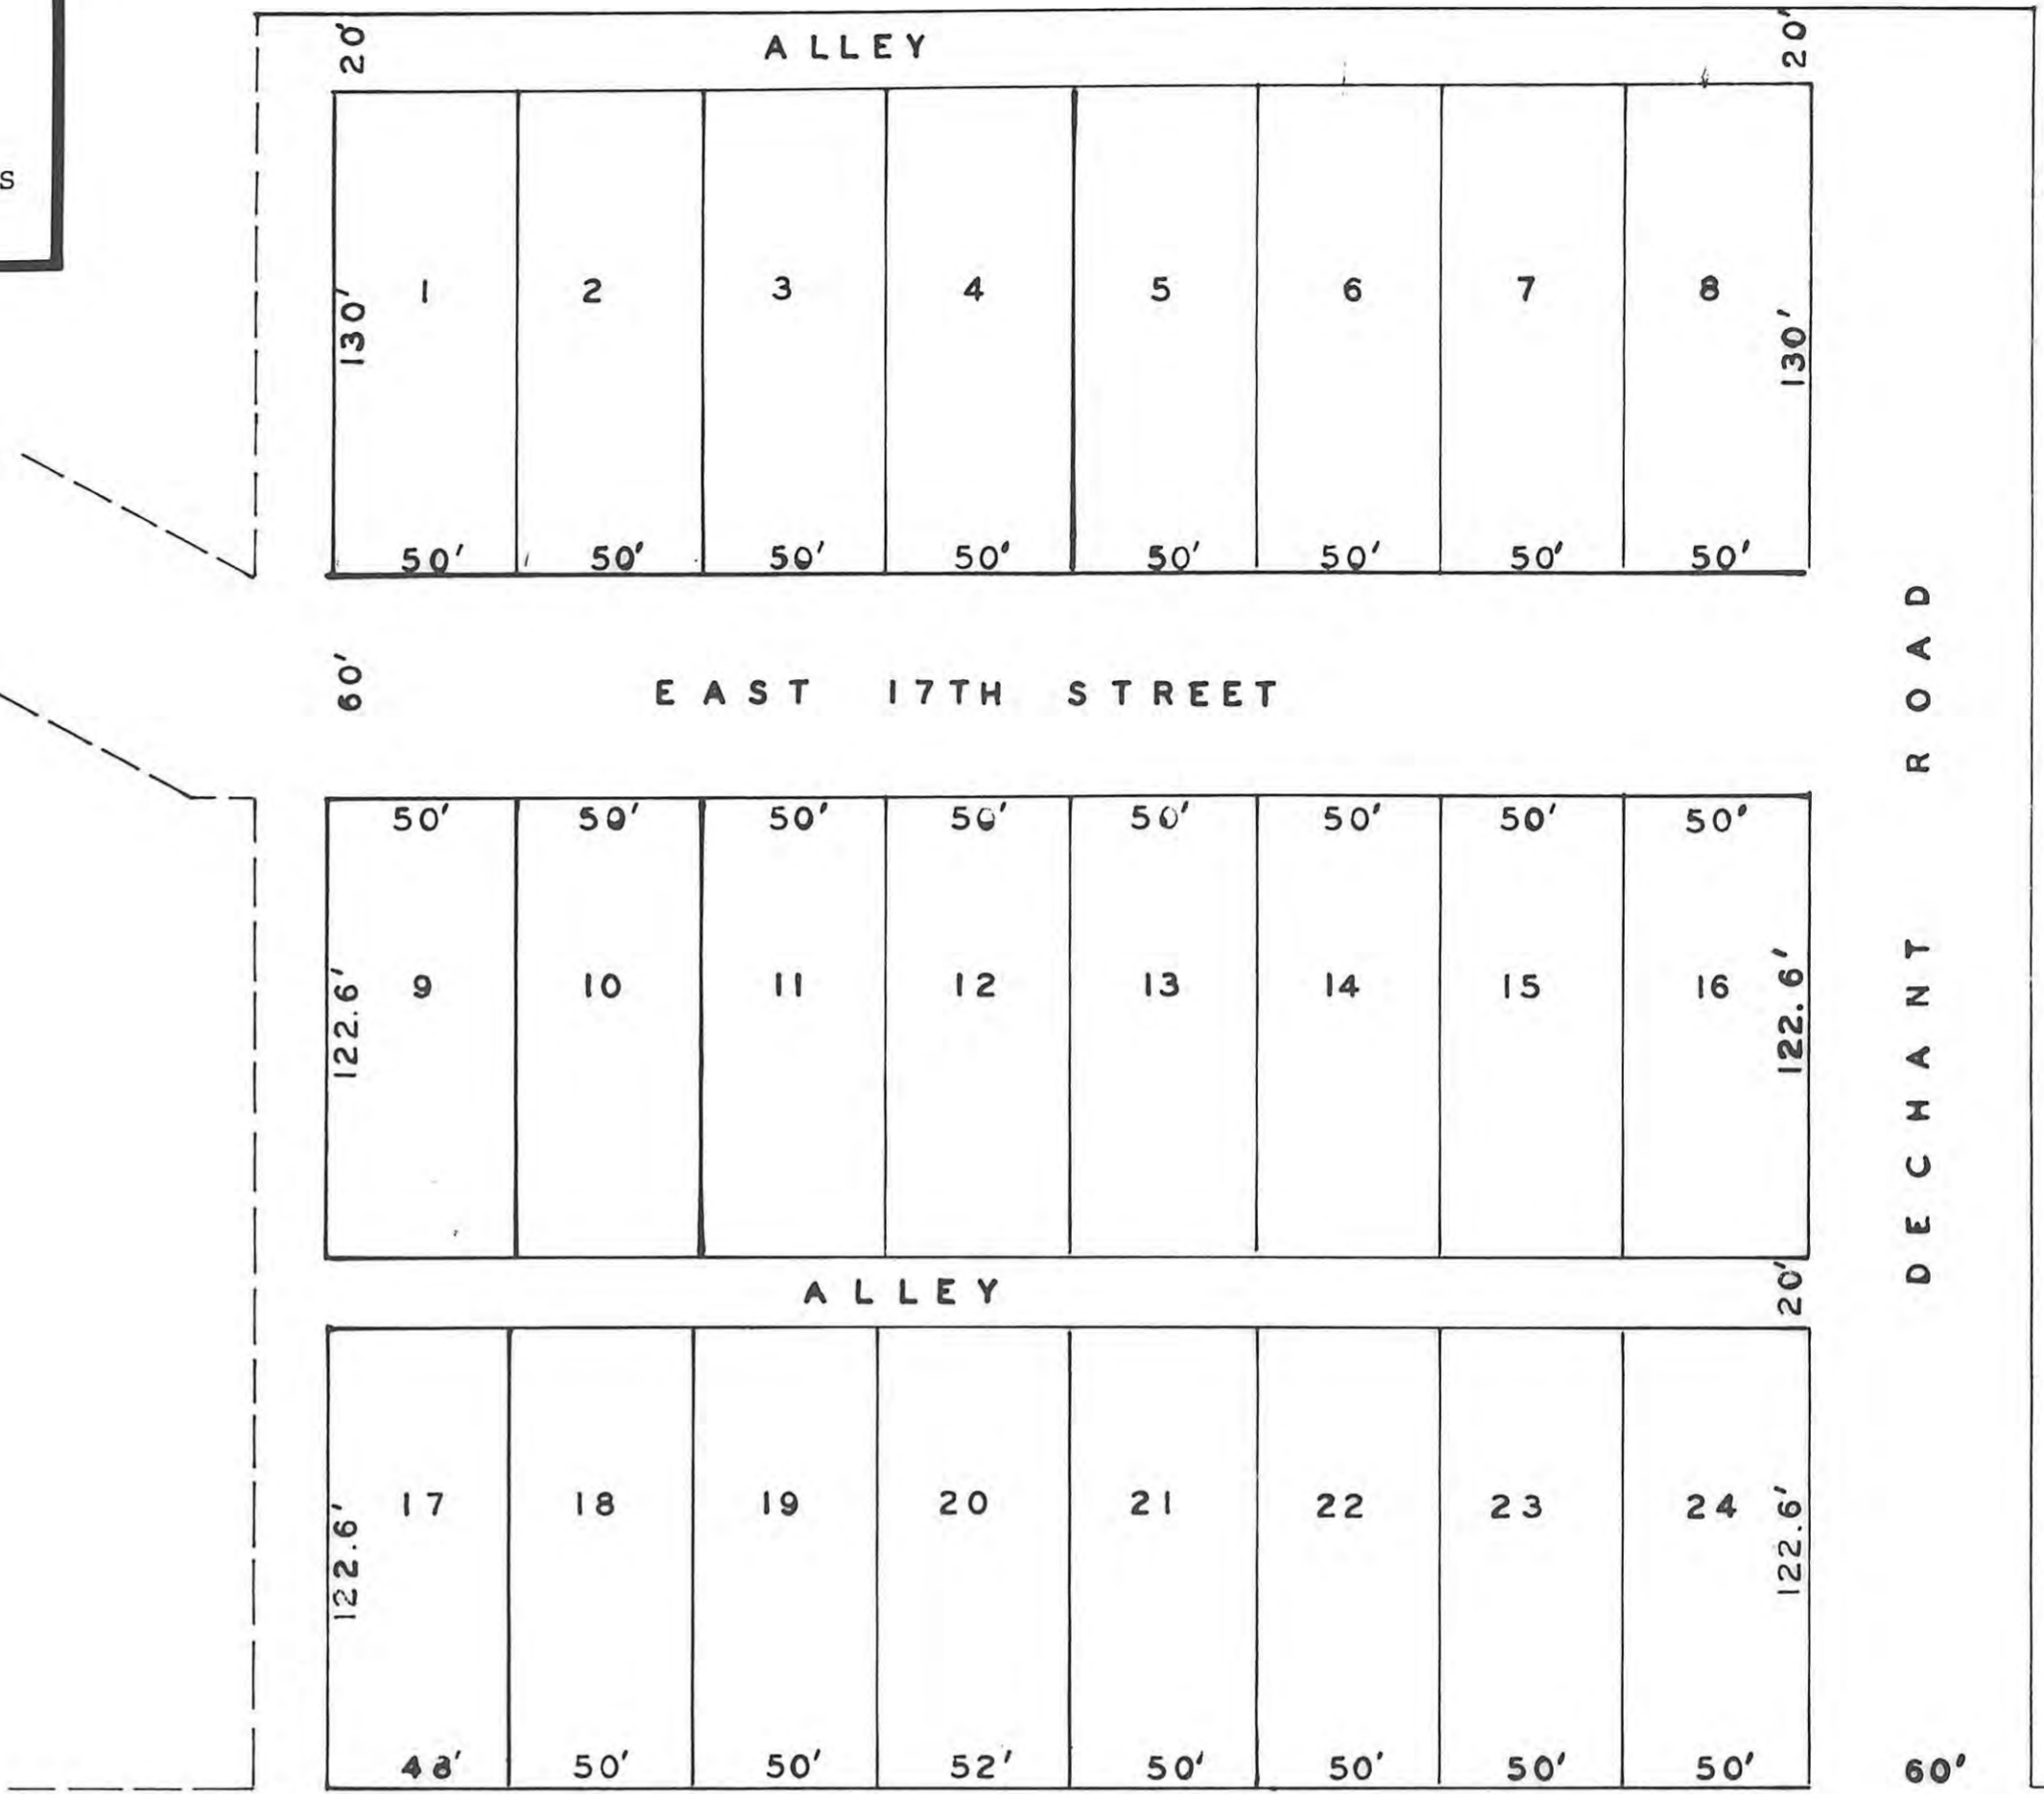 20' ALLEY 20'
s
1 2 3 4 5 6 7 8
130' 130'
50' 50' 50' 50' 50' 50' 50' 50'
60' EAST 17TH STREET
DECHANT ROAD
50' 50' 50' 50' 50' 50' 50' 50'
9 10 11 12 13 14 15 16
122.6' 122.6'
ALLEY 20'
17 18 19 20 21 22 23 24
122.6' 122.6'
48' 50' 50' 52' 50' 50' 50' 50' 60'